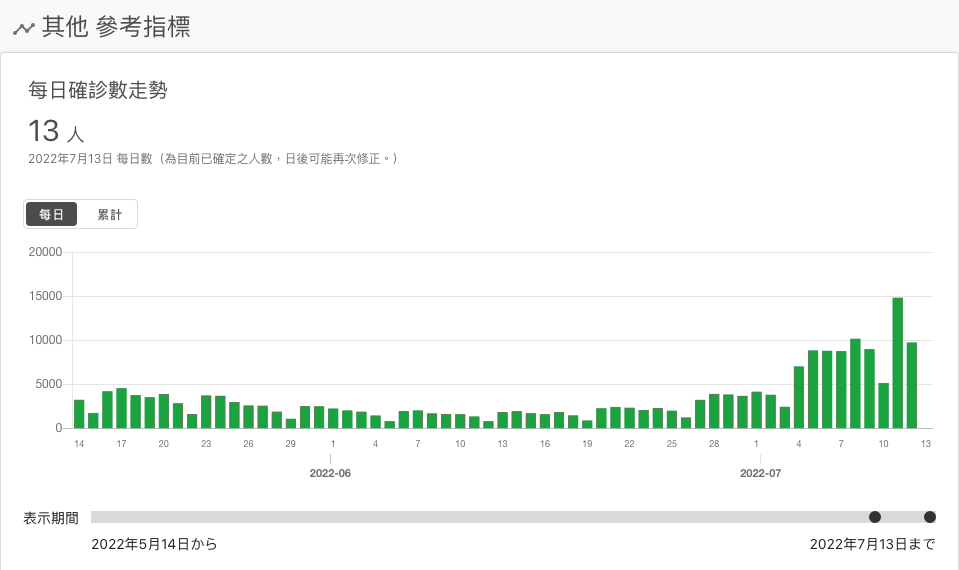 其他 參考指標
每日確診數走勢
13 人
2022年7月13日 每日數（為目前已確定之人數，日後可能再次修正。）
每日 累計
20000
15000
10000
5000
0
14 17 20 23 26 29 1 4 7 10 13 16 19 22 25 28 1 4 7 10 13
2022-06 2022-07
表示期間
2022年5月14日から 2022年7月13日まで